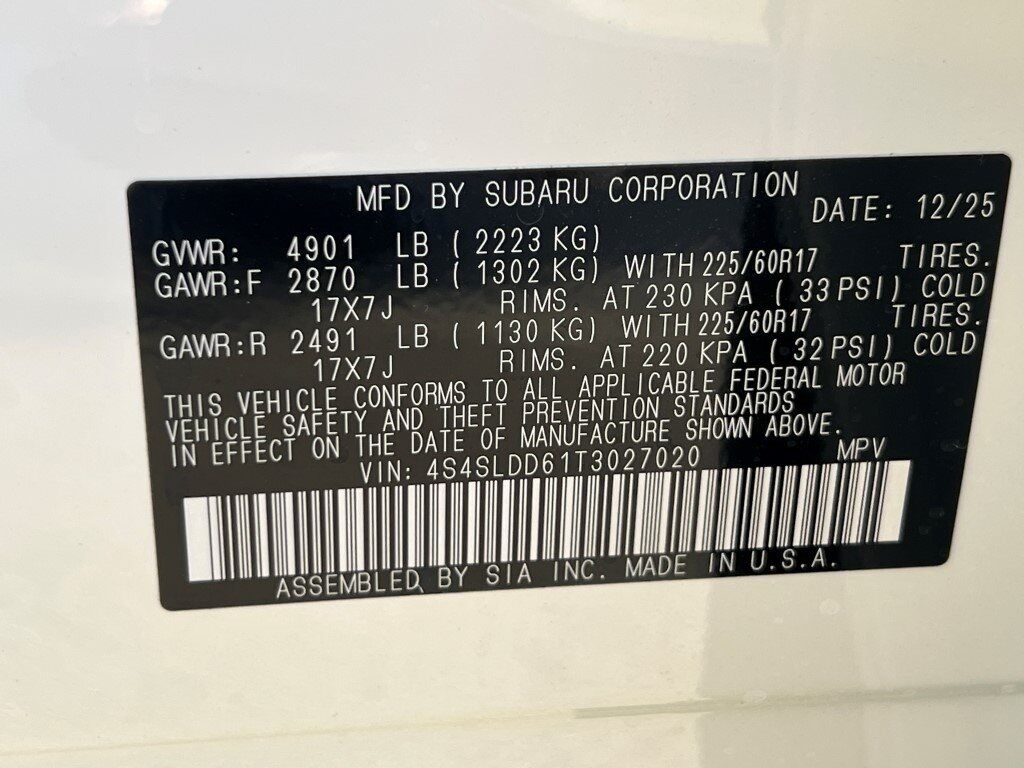 MFD BY SUBARU CORPORATION
DATE: 12/25
GVWR: 4901 LB ( 2223 KG)
GAWR:F 2870 LB ( 1302 KG) WITH 225/60R17 TIRES.
17X7J RIMS. AT 230 KPA ( 33 PSI) COLD
GAWR:R 2491 LB ( 1130 KG) WITH 225/60R17 TIRES.
17X7J RIMS. AT 220 KPA ( 32 PSI) COLD
THIS VEHICLE CONFORMS TO ALL APPLICABLE FEDERAL MOTOR
VEHICLE SAFETY AND THEFT PREVENTION STANDARDS
IN EFFECT ON THE DATE OF MANUFACTURE SHOWN ABOVE.
VIN: 4S4SLDD61T3027020 MPV
ASSEMBLED BY SIA INC. MADE IN U.S.A.